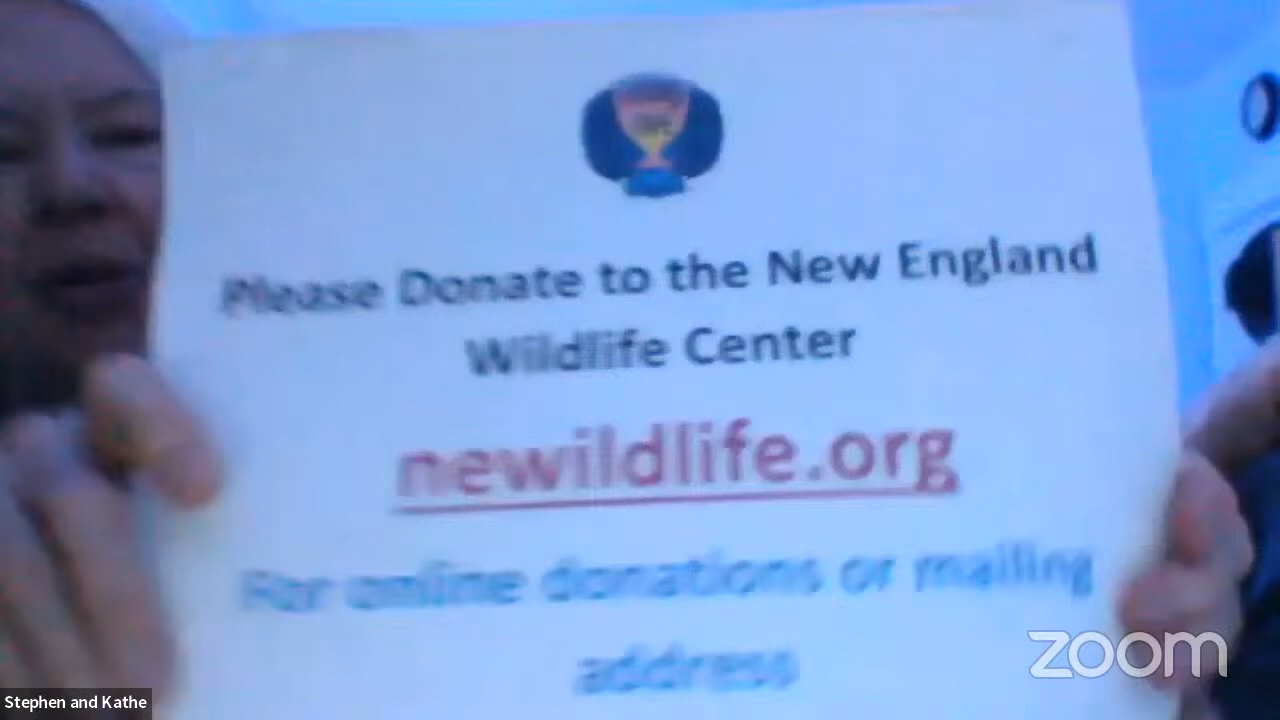 Please Donate to the New England
Wildlife Center
newildlife.org
For online donations or mailing
address
zoom
Stephen and Kathe